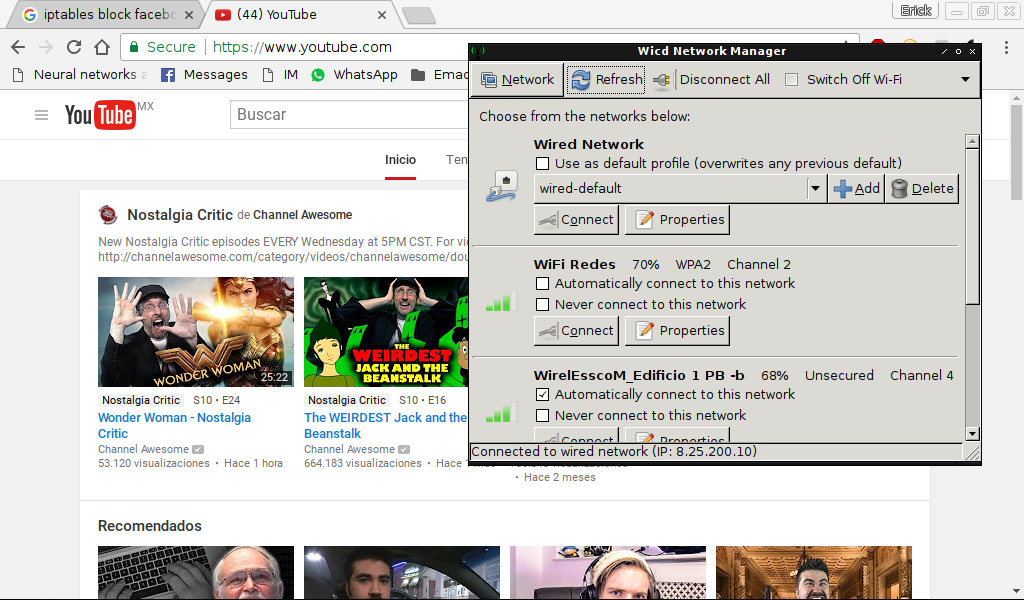 iptables block facebo
(44) YouTube
Erick
Secure
https://www.youtube.com
Neural networks a
Messages
IM
WhatsApp
Emac
YouTube MX
Buscar
Inicio
Ten
Nostalgia Critic de Channel Awesome
New Nostalgia Critic episodes EVERY Wednesday at 5PM CST. For vi
http://channelawesome.com/category/videos/channelawesome/dou
WONDER WOMAN
25:22
THE WEIRDEST
JACK AND THE
BEANSTALK
Nostalgia Critic S10 • E24
Wonder Woman - Nostalgia
Critic
Channel Awesome
53.120 visualizaciones • Hace 1 hora
Nostalgia Critic S10 • E16
The WEIRDEST Jack and the
Beanstalk
Channel Awesome
664.183 visualizaciones • Hace 1
• Hace 2 meses
Recomendados
Wicd Network Manager
Network
Refresh
Disconnect All
Switch Off Wi-Fi
Choose from the networks below:
Wired Network
Use as default profile (overwrites any previous default)
wired-default
Add
Delete
Connect
Properties
WiFi Redes 70% WPA2 Channel 2
Automatically connect to this network
Never connect to this network
Connect
Properties
WirelEsscoM_Edificio 1 PB -b 68% Unsecured Channel 4
Automatically connect to this network
Never connect to this network
Connect
Properties
Connected to wired network (IP: 8.25.200.10)